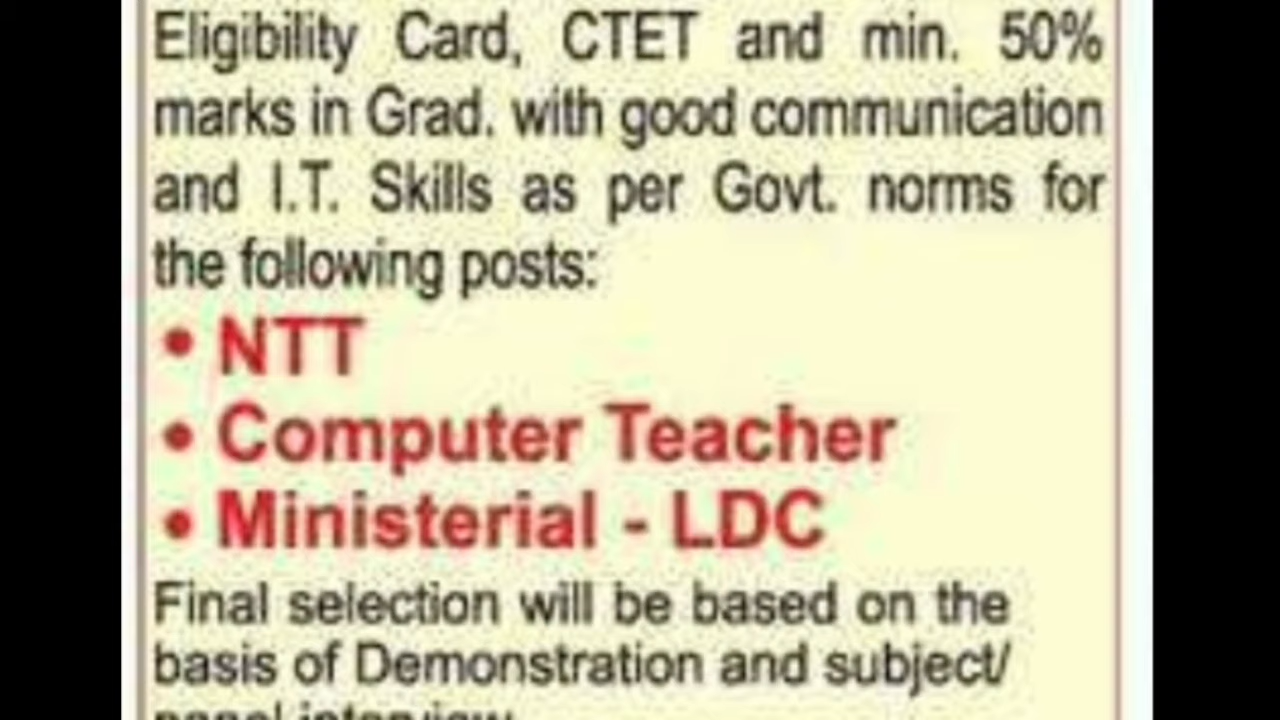 Eligibility Card, CTET and min. 50%
marks in Grad. with good communication
and I.T. Skills as per Govt. norms for
the following posts:
• NTT
• Computer Teacher
• Ministerial - LDC
Final selection will be based on the
basis of Demonstration and subject/
panel interview